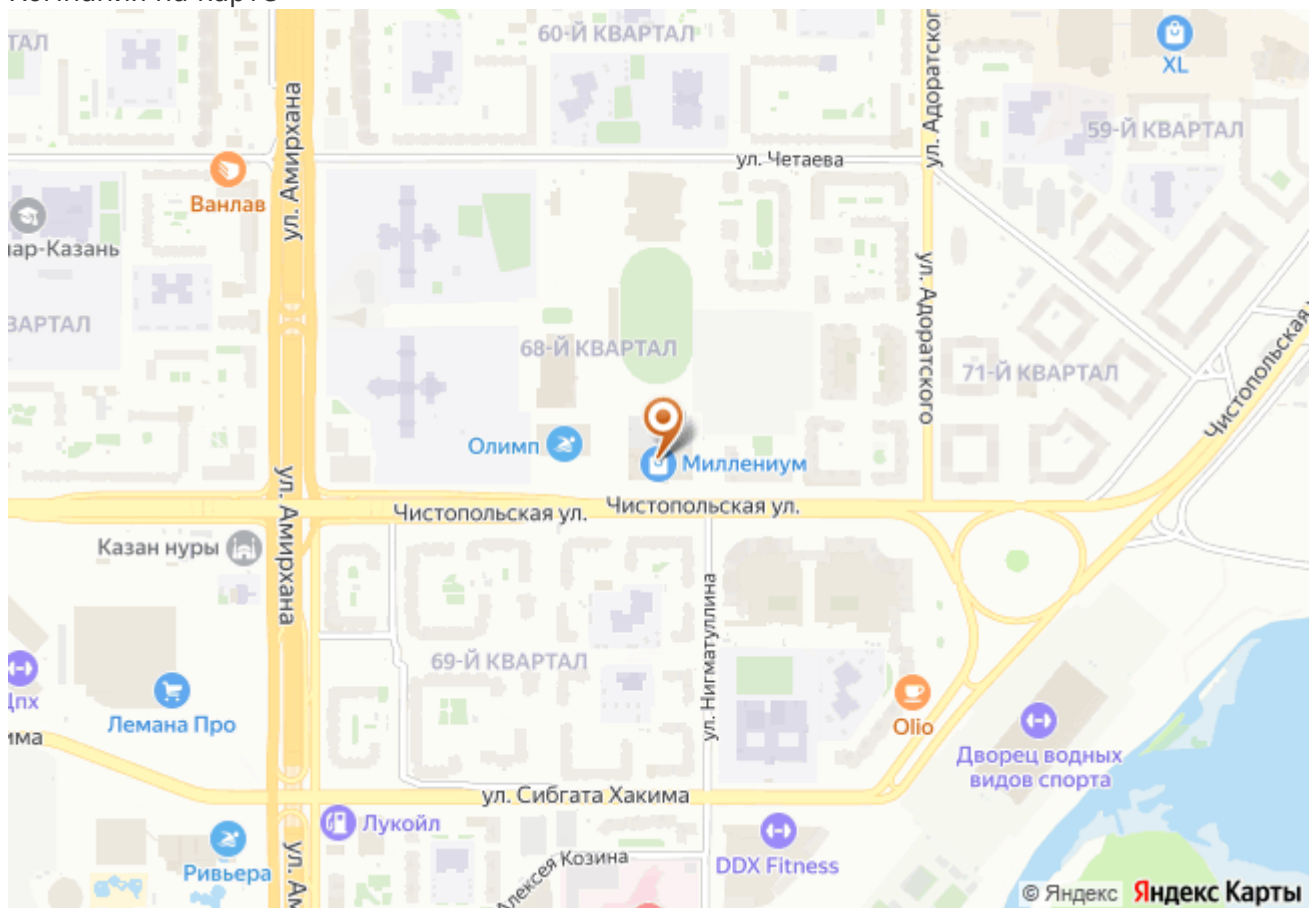 60-Й КВАРТАЛ
XL
ул. Амирхана
ул. Адоратского
59-Й КВАРТАЛ
ул. Четаева
Ванлав
68-Й КВАРТАЛ
ул. Адоратского
71-Й КВАРТАЛ
Чистопольская
Олимп
Миллениум
Чистопольская ул.
Чистопольская ул.
ул. Амирхана
Казан нуры
ул. Нигматуллина
69-Й КВАРТАЛ
Лемана Про
Olio
Дворец водных
видов спорта
ул. Сибгата Хакима
Лукойл
Ривьера
Алексея Козина
DDX Fitness
© Яндекс Яндекс Карты